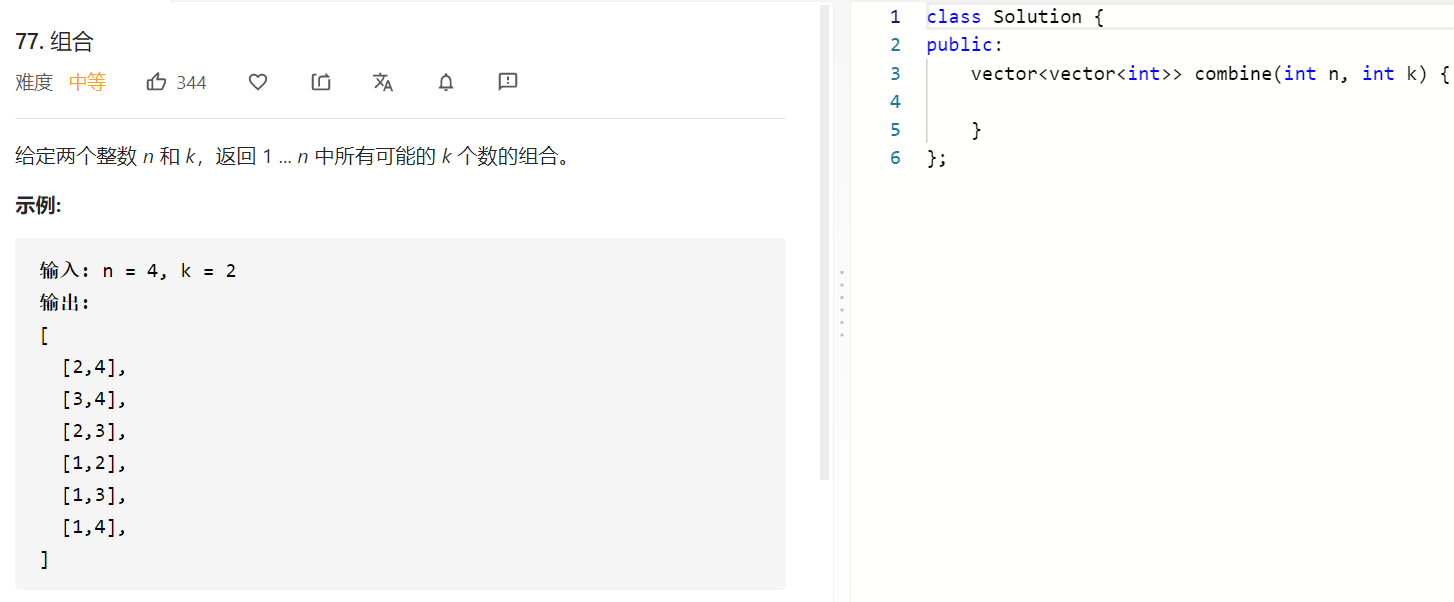 77. 组合
难度 中等 344
给定两个整数 n 和 k，返回 1 ... n 中所有可能的 k 个数的组合。
示例:
输入: n = 4, k = 2
输出:
[
  [2,4],
  [3,4],
  [2,3],
  [1,2],
  [1,3],
  [1,4],
]
1 class Solution {
2 public:
3     vector<vector<int>> combine(int n, int k) {
4
5     }
6 };